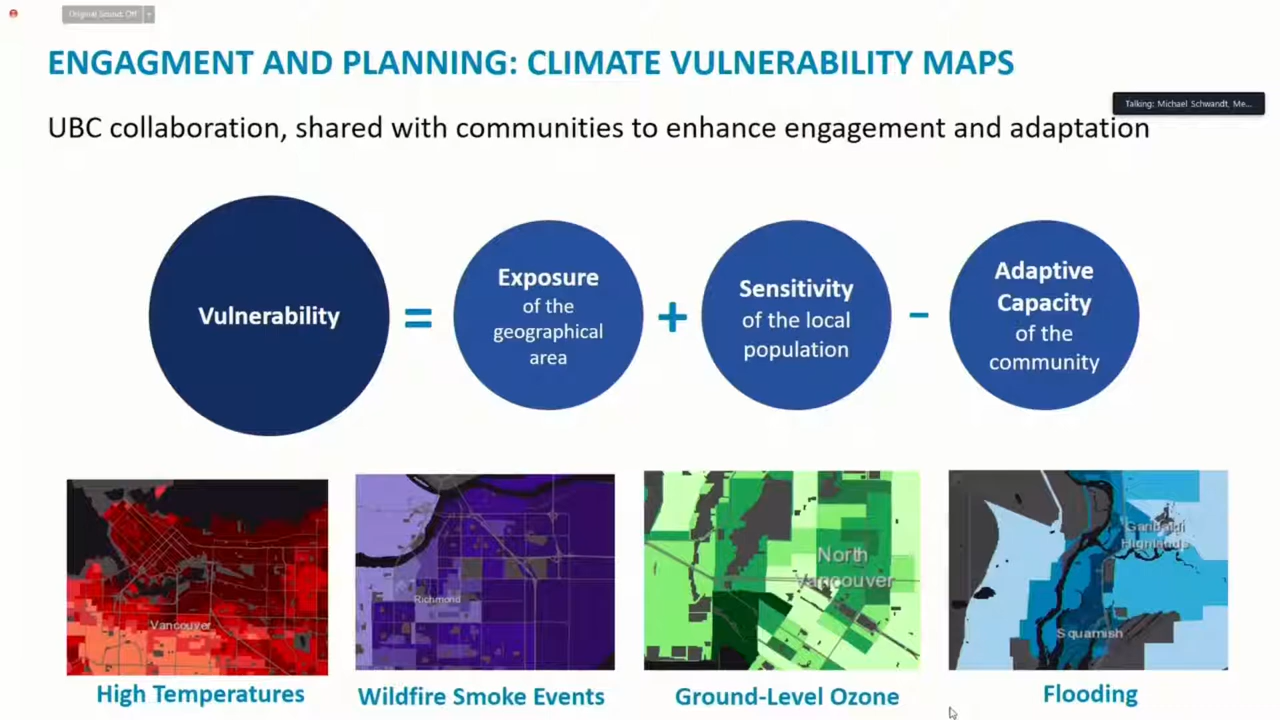 Original Sound: Off
ENGAGMENT AND PLANNING: CLIMATE VULNERABILITY MAPS
Talking: Michael Schwandt, Me...
UBC collaboration, shared with communities to enhance engagement and adaptation
Vulnerability
=
Exposure
of the
geographical
area
+
Sensitivity
of the local
population
-
Adaptive
Capacity
of the
community
Vancouver
Richmond
North
Vancouver
Garibaldi
Highlands
Squamish
High Temperatures
Wildfire Smoke Events
Ground-Level Ozone
Flooding